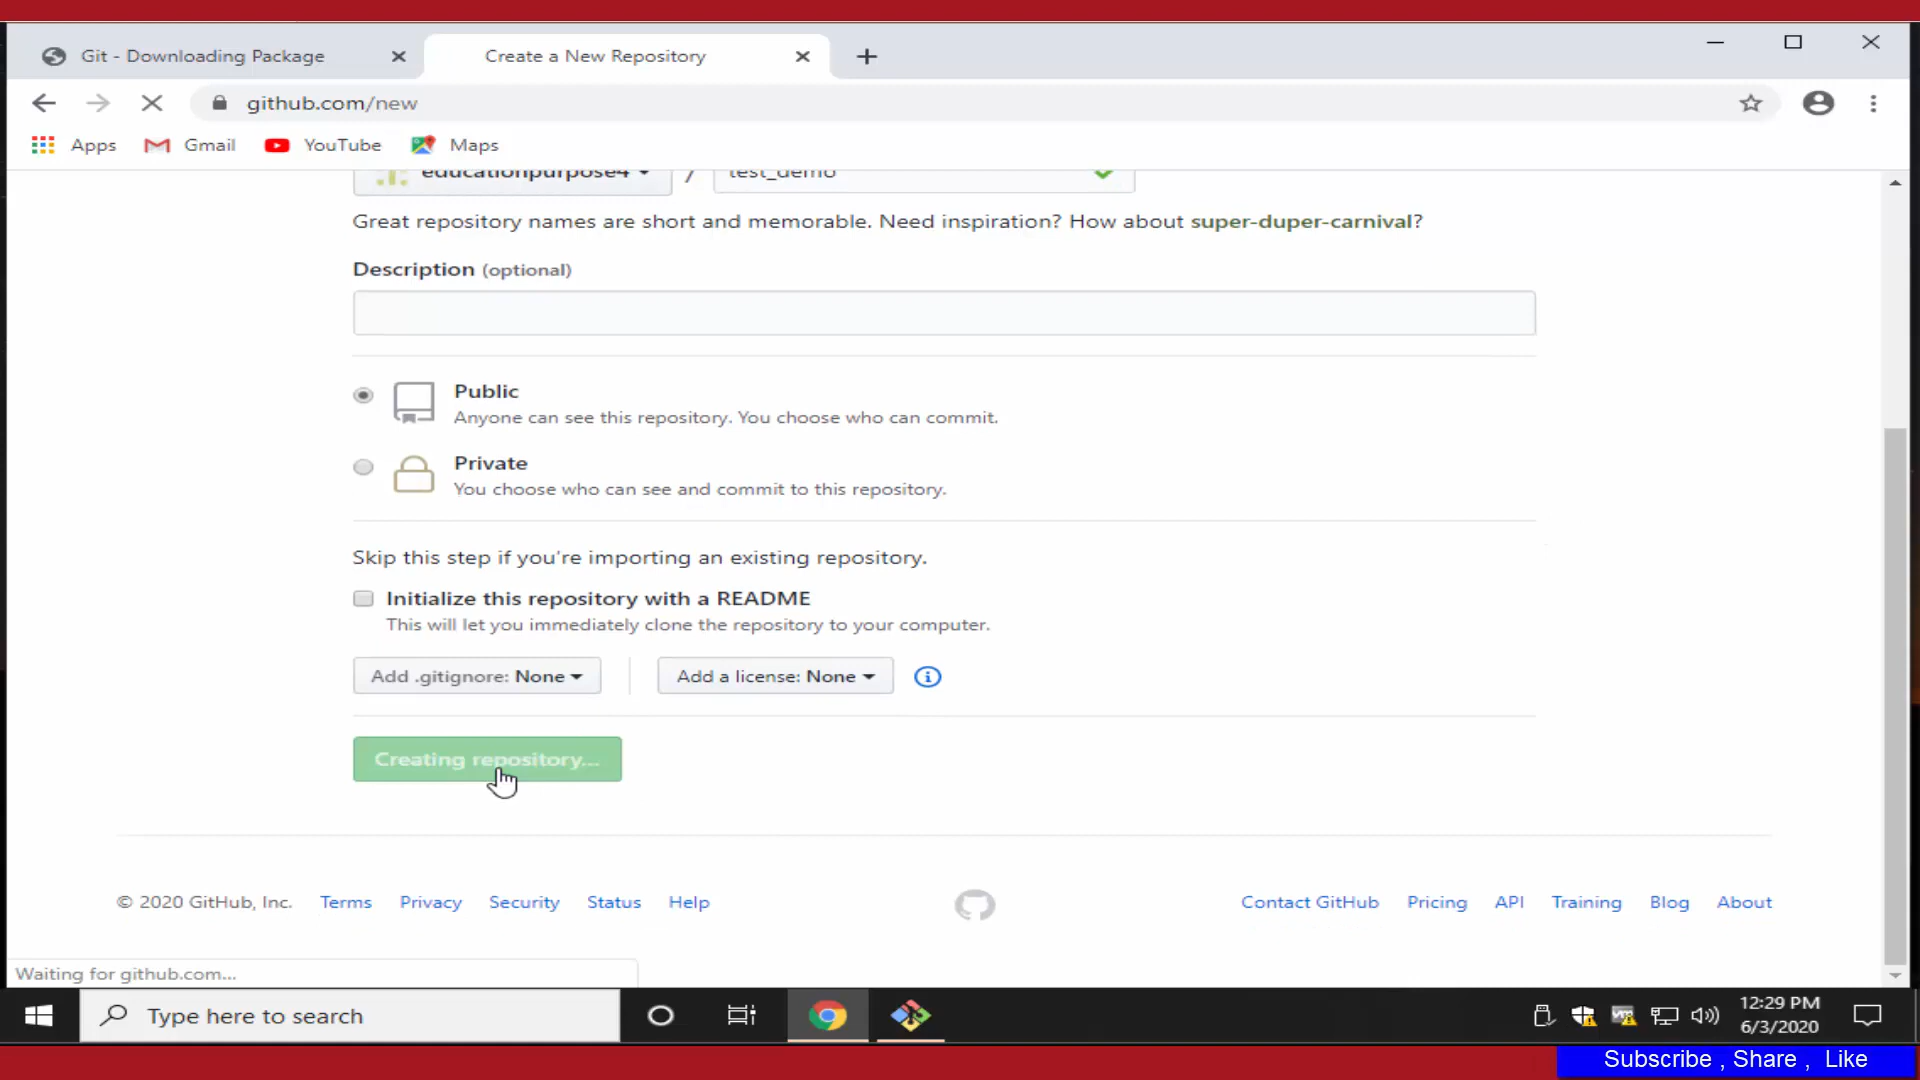 Git - Downloading Package
Create a New Repository
github.com/new
Apps
Gmail
YouTube
Maps
educationpurpose4 / test_demo
Great repository names are short and memorable. Need inspiration? How about super-duper-carnival?
Description (optional)
Public
Anyone can see this repository. You choose who can commit.
Private
You choose who can see and commit to this repository.
Skip this step if you're importing an existing repository.
Initialize this repository with a README
This will let you immediately clone the repository to your computer.
Add .gitignore: None
Add a license: None
Creating repository...
© 2020 GitHub, Inc. Terms Privacy Security Status Help
Contact GitHub Pricing API Training Blog About
Waiting for github.com...
Type here to search
12:29 PM
6/3/2020
Subscribe , Share , Like